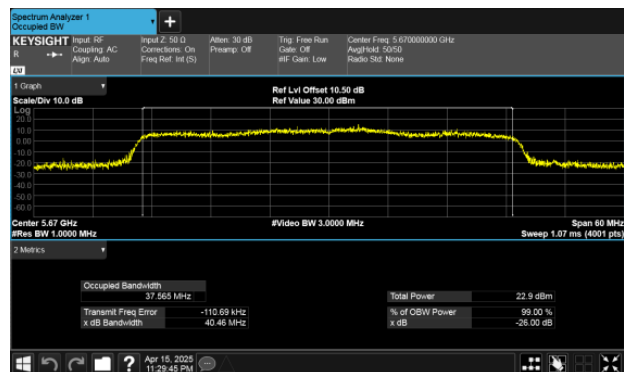 Spectrum Analyzer 1
Occupied BW
+
KEYSIGHT
R
LXI
Input: RF
Coupling: AC
Align: Auto
Input Z: 50 Ω
Corrections: On
Freq Ref: Int (S)
Atten: 30 dB
Preamp: Off
Trig: Free Run
Gate: Off
#IF Gain: Low
Center Freq: 5.670000000 GHz
Avg|Hold: 50/50
Radio Std: None
1 Graph
Scale/Div 10.0 dB
Ref Lvl Offset 10.50 dB
Ref Value 30.00 dBm
Log
20.0
10.0
0.00
-10.0
-20.0
-30.0
-40.0
-50.0
-60.0
Center 5.67 GHz
#Res BW 1.0000 MHz
#Video BW 3.0000 MHz
Span 60 MHz
Sweep 1.07 ms (4001 pts)
2 Metrics
Occupied Bandwidth
37.565 MHz
Transmit Freq Error -110.69 kHz
x dB Bandwidth 40.46 MHz
Total Power 22.9 dBm
% of OBW Power 99.00 %
x dB -26.00 dB
?
Apr 15, 2025
11:29:45 PM